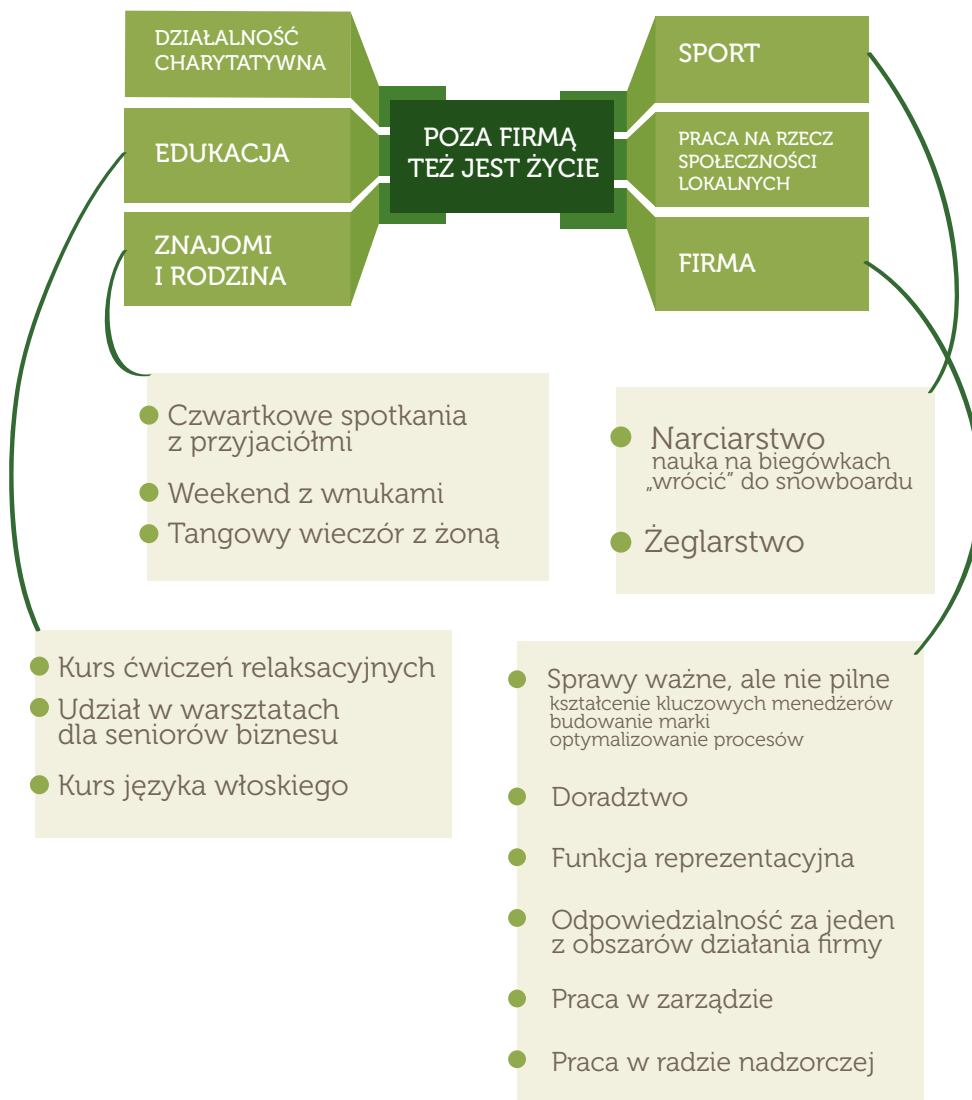 DZIAŁALNOŚĆ
CHARYTATYWNA
EDUKACJA
ZNAJOMI
I RODZINA
POZA FIRMĄ
TEŻ JEST ŻYCIE
SPORT
PRACA NA RZECZ
SPOŁECZNOŚCI
LOKALNYCH
FIRMA
Czwartkowe spotkania
z przyjaciółmi
Weekend z wnukami
Tangowy wieczór z żoną
Narciarstwo
nauka na biegówkach
„wrócić” do snowboardu
Żeglarstwo
Kurs ćwiczeń relaksacyjnych
Udział w warsztatach
dla seniorów biznesu
Kurs języka włoskiego
Sprawy ważne, ale nie pilne
kształcenie kluczowych menedżerów
budowanie marki
optymalizowanie procesów
Doradztwo
Funkcja reprezentacyjna
Odpowiedzialność za jeden
z obszarów działania firmy
Praca w zarządzie
Praca w radzie nadzorczej